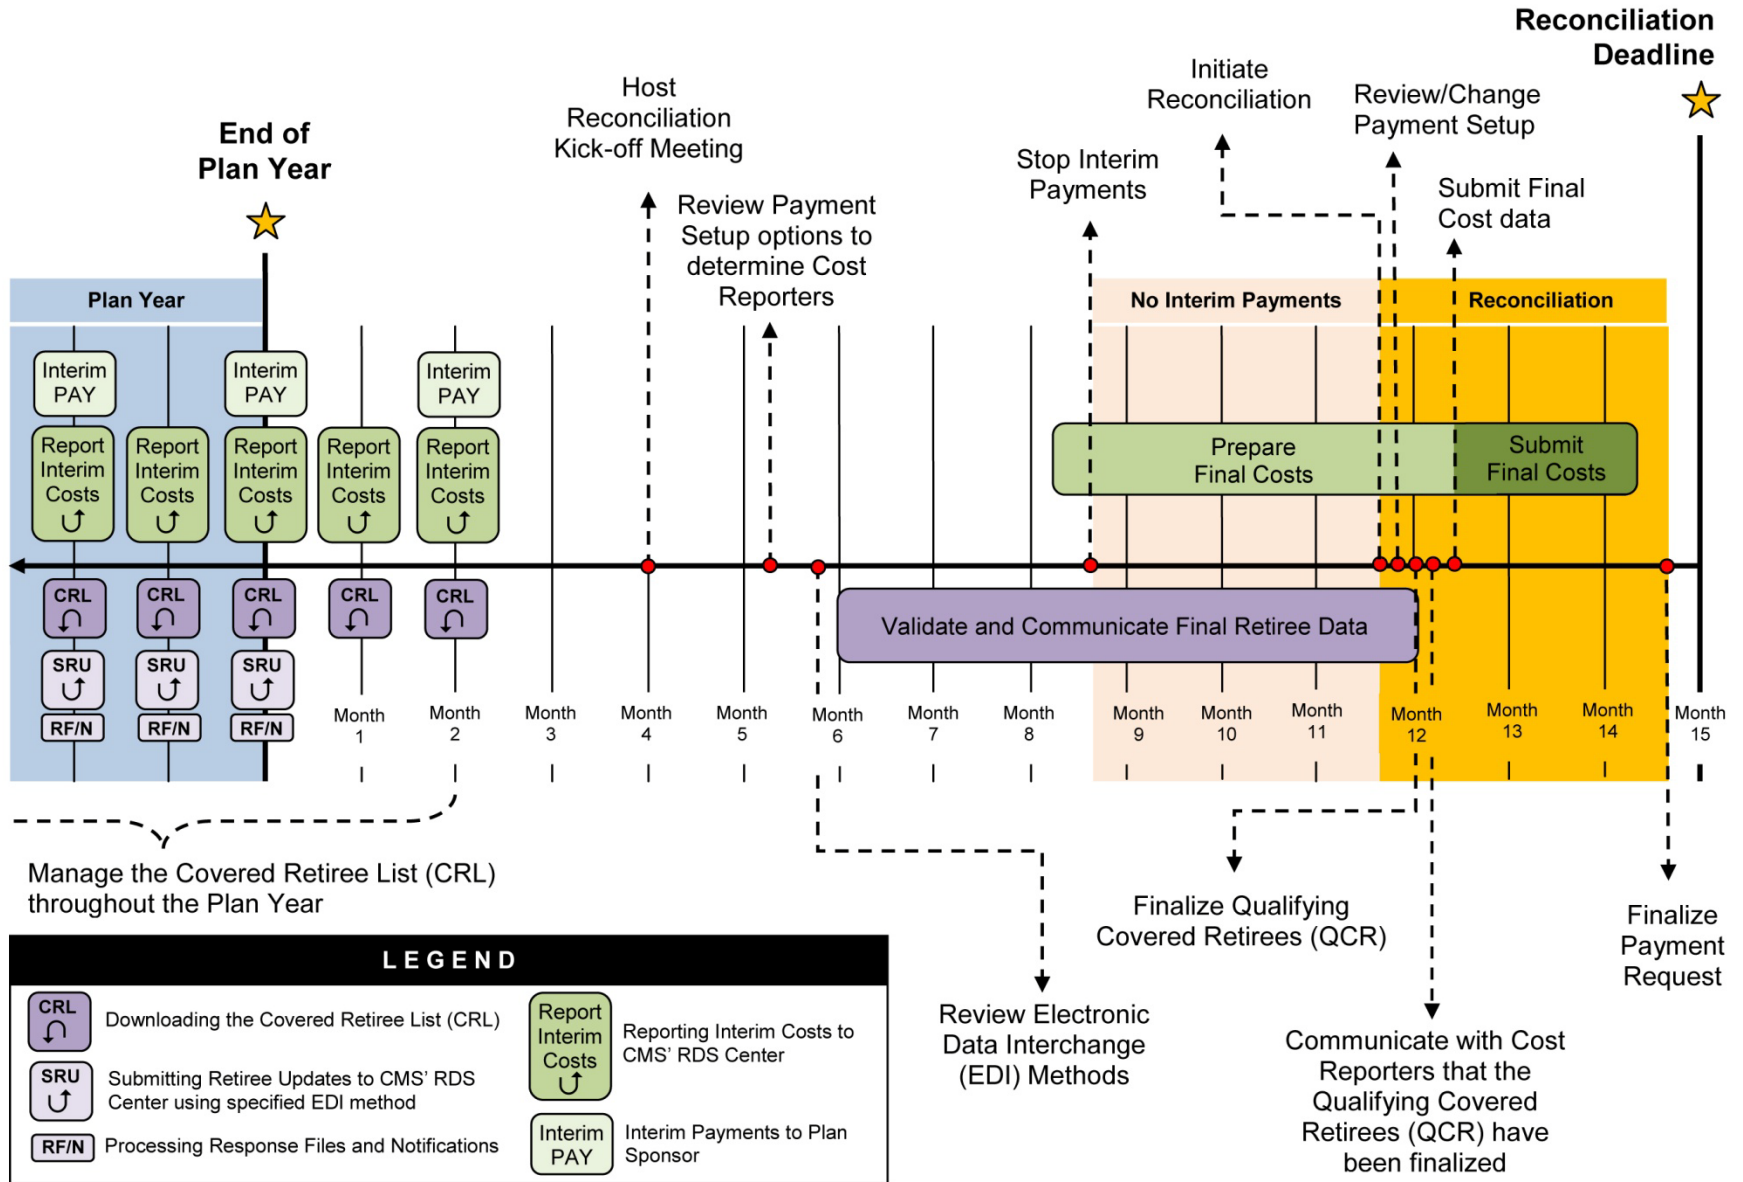 Reconciliation
Deadline
Initiate
Reconciliation
Review/Change
Payment Setup
Host
Reconciliation
Kick-off Meeting
End of
Plan Year
Stop Interim
Payments
Submit Final
Cost data
Review Payment
Setup options to
determine Cost
Reporters
Plan Year
No Interim Payments
Reconciliation
Interim
PAY
Interim
PAY
Interim
PAY
Report
Interim
Costs
Report
Interim
Costs
Report
Interim
Costs
Report
Interim
Costs
Report
Interim
Costs
Prepare
Final Costs
Submit
Final Costs
CRL
CRL
CRL
CRL
CRL
Validate and Communicate Final Retiree Data
SRU
SRU
SRU
RF/N
RF/N
RF/N
Month
1
Month
2
Month
3
Month
4
Month
5
Month
6
Month
7
Month
8
Month
9
Month
10
Month
11
Month
12
Month
13
Month
14
Month
15
Manage the Covered Retiree List (CRL)
throughout the Plan Year
Finalize Qualifying
Covered Retirees (QCR)
Finalize
Payment
Request
Review Electronic
Data Interchange
(EDI) Methods
Communicate with Cost
Reporters that the
Qualifying Covered
Retirees (QCR) have
been finalized
LEGEND
CRL
Downloading the Covered Retiree List (CRL)
SRU
Submitting Retiree Updates to CMS' RDS
Center using specified EDI method
RF/N
Processing Response Files and Notifications
Report
Interim
Costs
Reporting Interim Costs to
CMS' RDS Center
Interim
PAY
Interim Payments to Plan
Sponsor